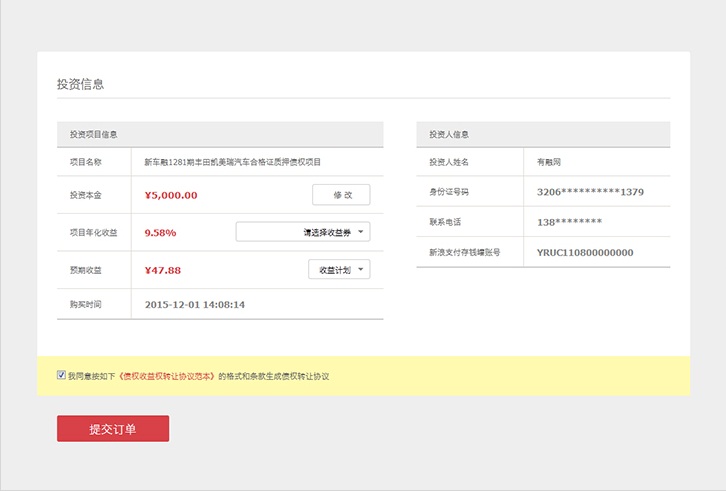 投资信息
投资项目信息
项目名称 新车融1281期丰田凯美瑞汽车合格证质押债权项目
投资本金 ¥5,000.00 修 改
项目年化收益 9.58% 请选择收益券
预期收益 ¥47.88 收益计划
购买时间 2015-12-01 14:08:14
投资人信息
投资人姓名 有融网
身份证号码 3206**********1379
联系电话 138********
新浪支付存钱罐账号 YRUC110800000000
我同意按如下《债权收益权转让协议范本》的格式和条款生成债权转让协议
提交订单